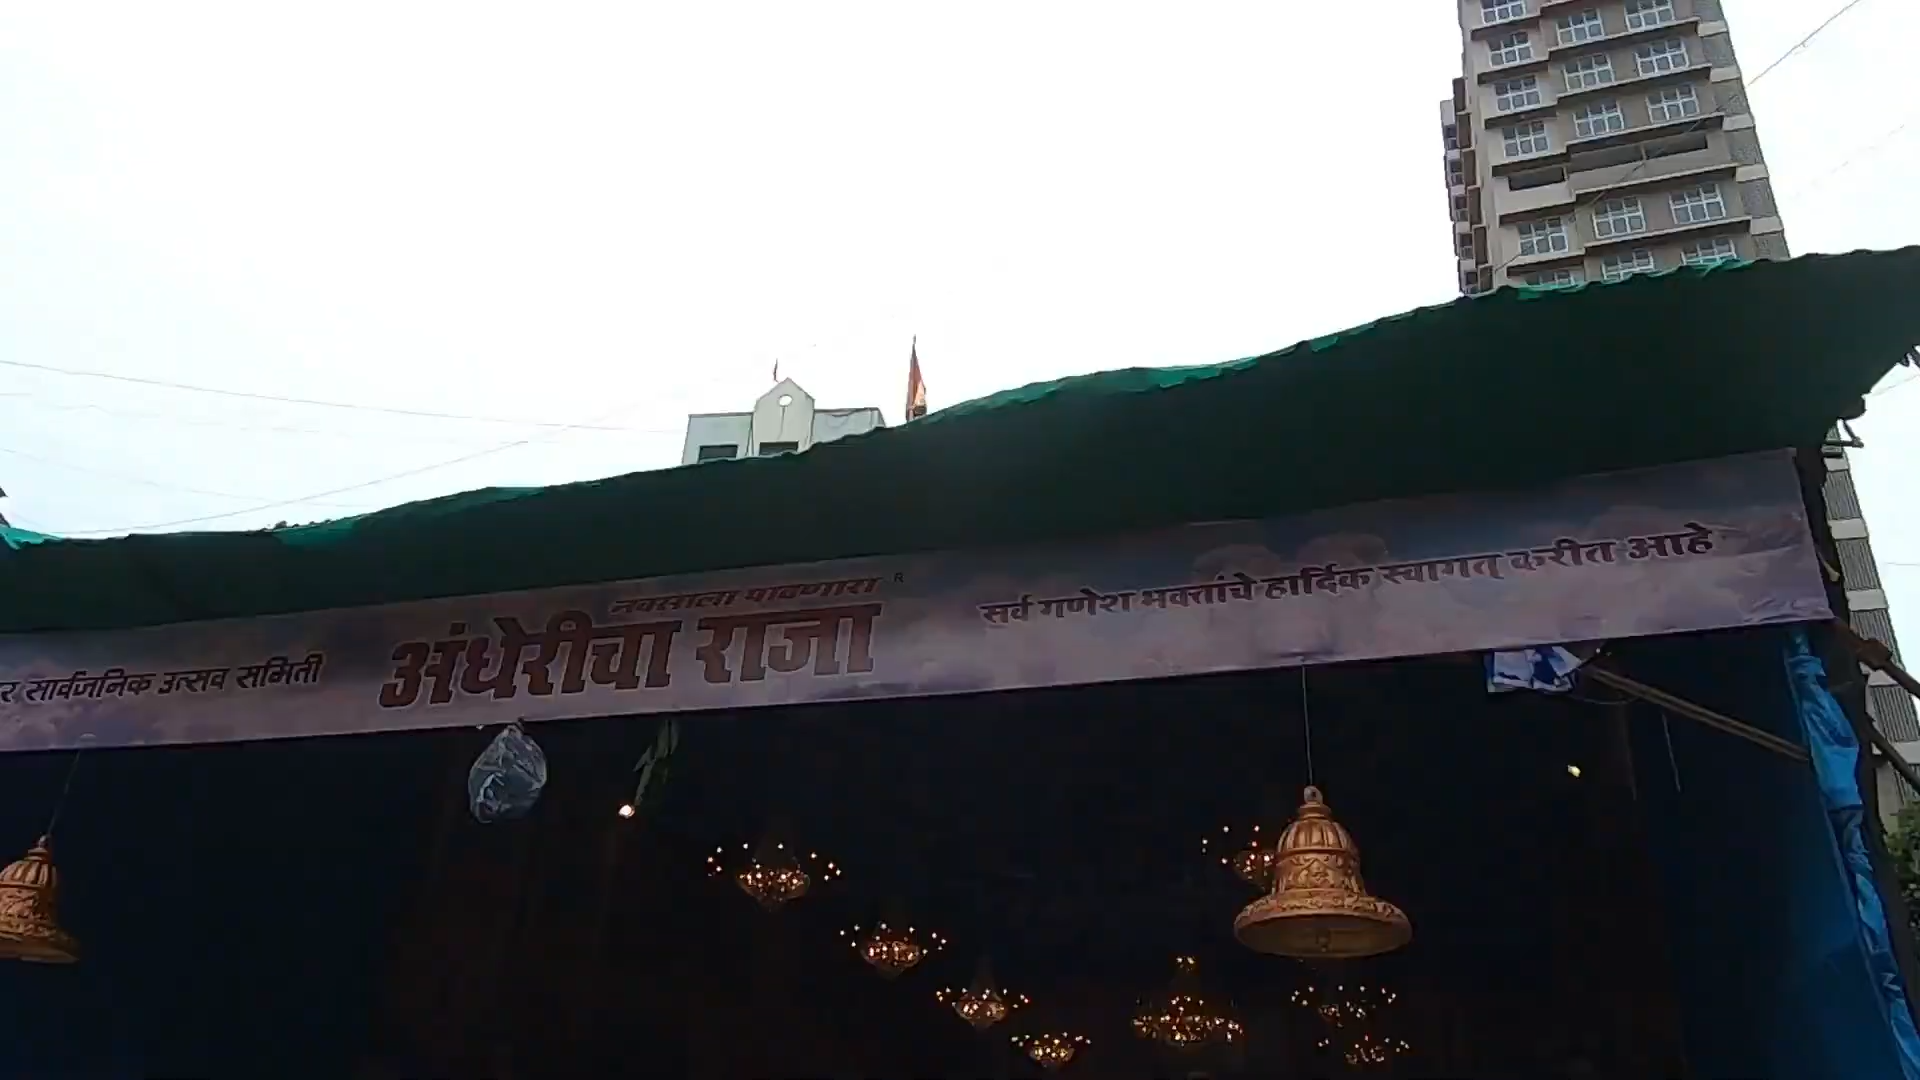 र सार्वजनिक उत्सव समिती
नवसाला पावणारा ®
अंधेरीचा राजा
सर्व गणेश भक्तांचे हार्दिक स्वागत् करीत आहे